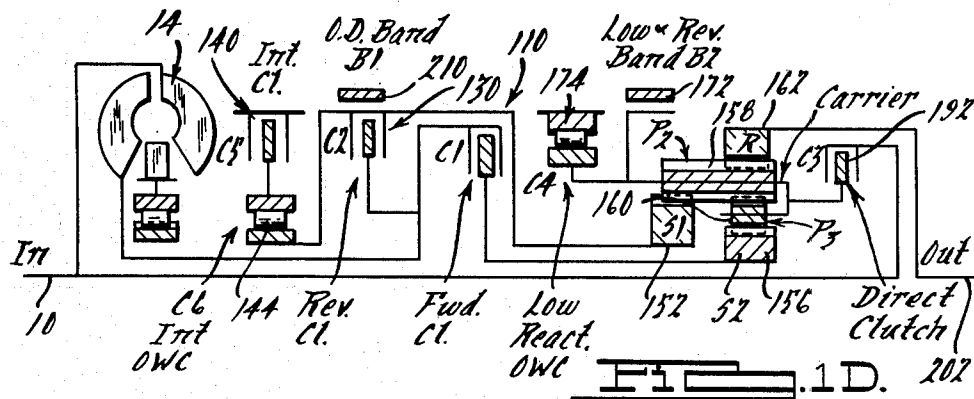 14
140
Int.
Cl.
O.D. Band
B1
210
130
110
Low & Rev.
Band B2
174
172
158
162
Carrier
192
C5
C2
C1
C4
P2
R
C3
160
S1
P3
In
10
C6
Int
OWC
144
Rev.
Cl.
Fwd.
Cl.
Low
React.
OWC
152
S2
156
Direct
Clutch
Out
202
FIG. 1D.